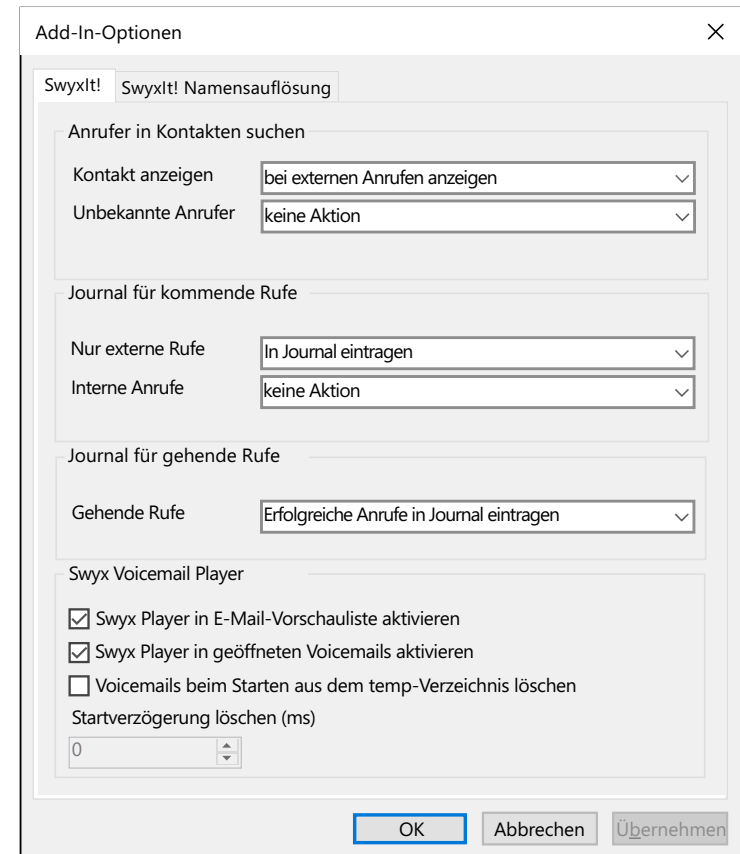 Add-In-Optionen
SwyxIt! SwyxIt! Namensauflösung
Anrufer in Kontakten suchen
Kontakt anzeigen bei externen Anrufen anzeigen
Unbekannte Anrufer keine Aktion
Journal für kommende Rufe
Nur externe Rufe In Journal eintragen
Interne Anrufe keine Aktion
Journal für gehende Rufe
Gehende Rufe Erfolgreiche Anrufe in Journal eintragen
Swyx Voicemail Player
Swyx Player in E-Mail-Vorschauliste aktivieren
Swyx Player in geöffneten Voicemails aktivieren
Voicemails beim Starten aus dem temp-Verzeichnis löschen
Startverzögerung löschen (ms)
0
OK Abbrechen Übernehmen